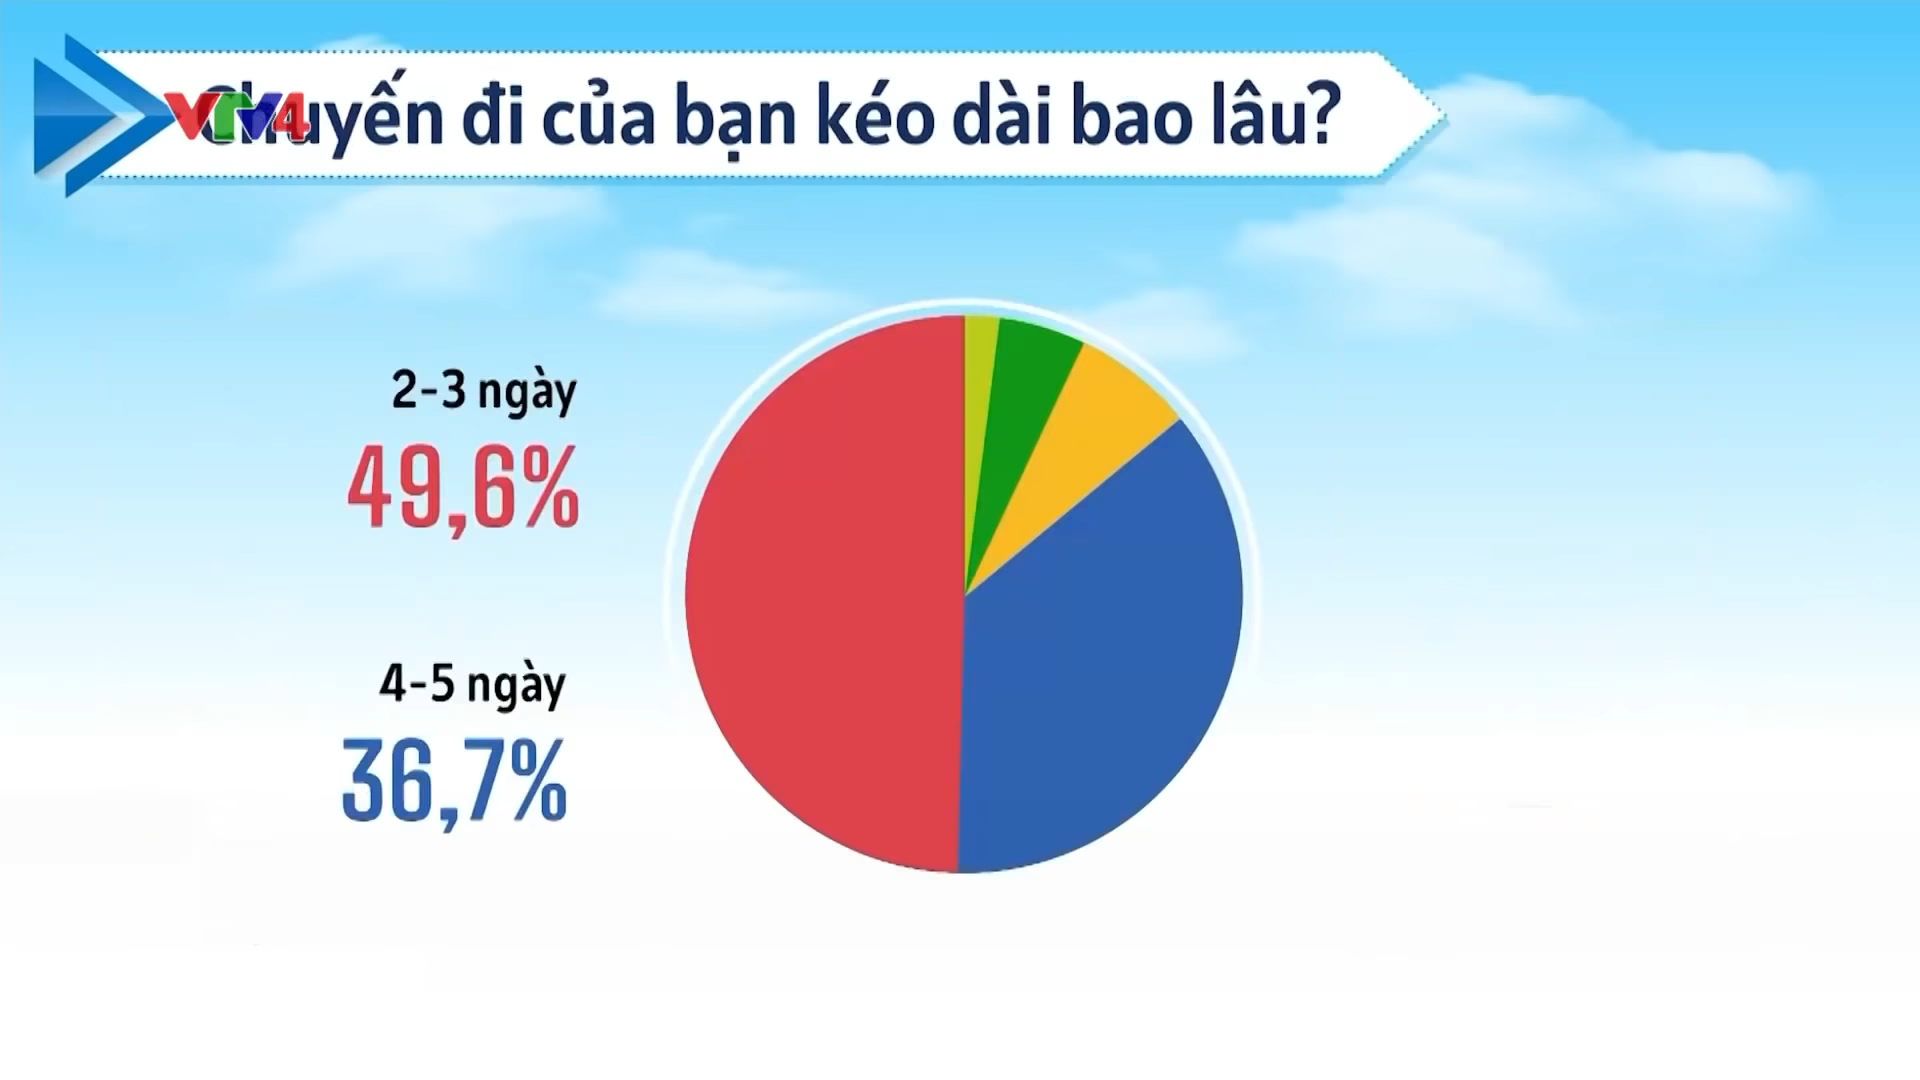 VTV4
Chuyến đi của bạn kéo dài bao lâu?
2-3 ngày
49,6%
4-5 ngày
36,7%